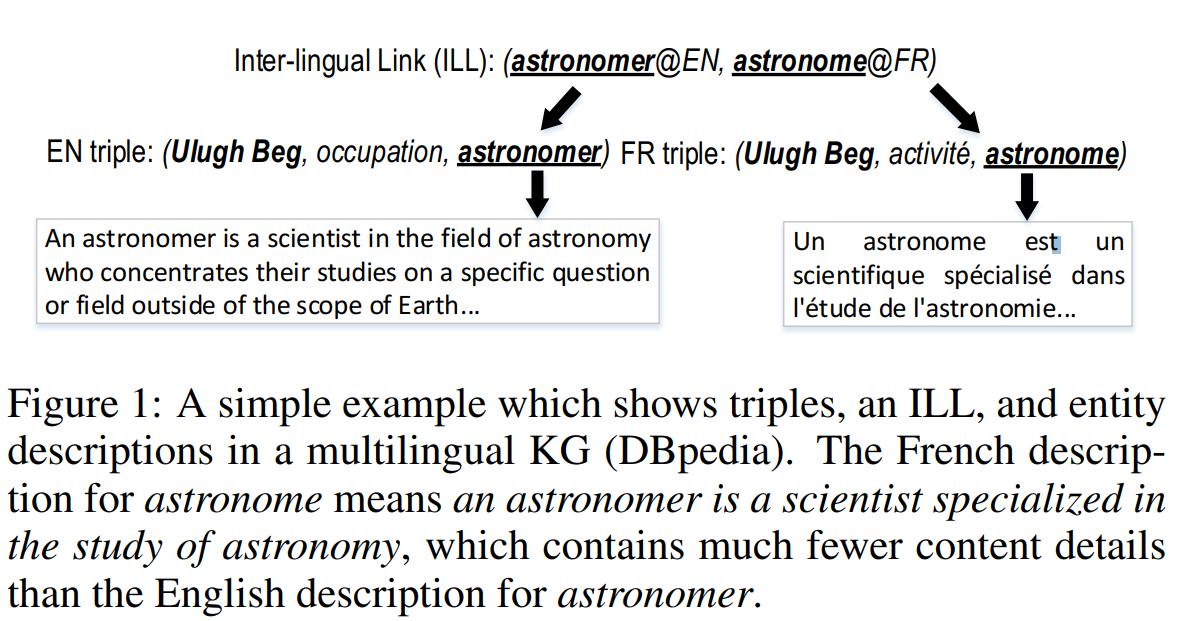 Inter-lingual Link (ILL): (astronomer@EN, astronome@FR)
EN triple: (Ulugh Beg, occupation, astronomer) FR triple: (Ulugh Beg, activité, astronome)
An astronomer is a scientist in the field of astronomy
who concentrates their studies on a specific question
or field outside of the scope of Earth...
Un astronome est un
scientifique spécialisé dans
l'étude de l'astronomie...
Figure 1: A simple example which shows triples, an ILL, and entity
descriptions in a multilingual KG (DBpedia). The French descrip-
tion for astronome means an astronomer is a scientist specialized in
the study of astronomy, which contains much fewer content details
than the English description for astronomer.